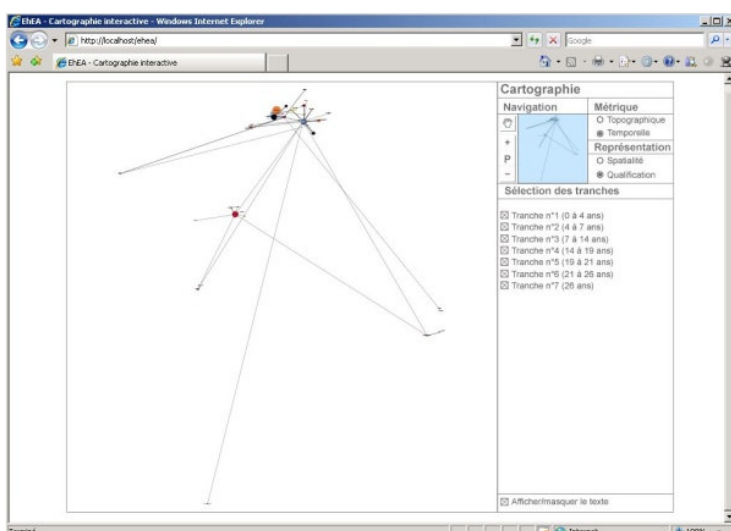 EhEA - Cartographie interactive - Windows Internet Explorer
http://localhost/ehea/
Google
EhEA - Cartographie interactive
Cartographie
Navigation
Métrique
Topographique
Temporelle
+
P
-
Représentation
Spatialité
Qualification
Sélection des tranches
Tranche n°1 (0 à 4 ans)
Tranche n°2 (4 à 7 ans)
Tranche n°3 (7 à 14 ans)
Tranche n°4 (14 à 19 ans)
Tranche n°5 (19 à 21 ans)
Tranche n°6 (21 à 26 ans)
Tranche n°7 (26 ans)
Afficher/masquer le texte
Terminé
Internet
100%